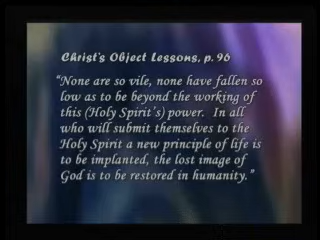 Christ's Object Lessons, p. 96
"None are so vile, none have fallen so
low as to be beyond the working of
this (Holy Spirit's) power. In all
who will submit themselves to the
Holy Spirit a new principle of life is
to be implanted, the lost image of
God is to be restored in humanity."